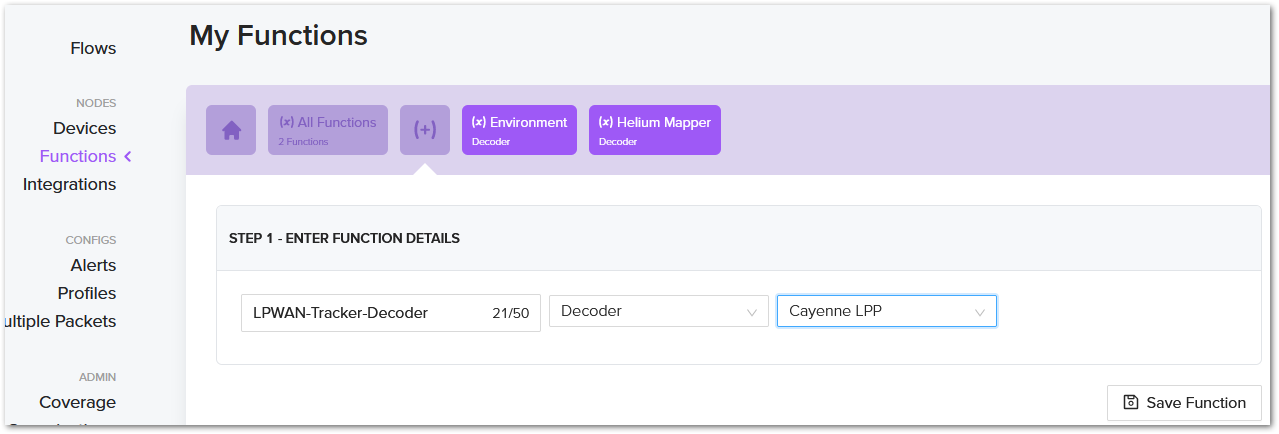 My Functions
Flows
NODES
Devices
Functions
Integrations
CONFIGS
Alerts
Profiles
ultiple Packets
ADMIN
Coverage
(x) All Functions
2 Functions
(+)
(x) Environment
Decoder
(x) Helium Mapper
Decoder
STEP 1 - ENTER FUNCTION DETAILS
LPWAN-Tracker-Decoder 21/50
Decoder
Cayenne LPP
Save Function